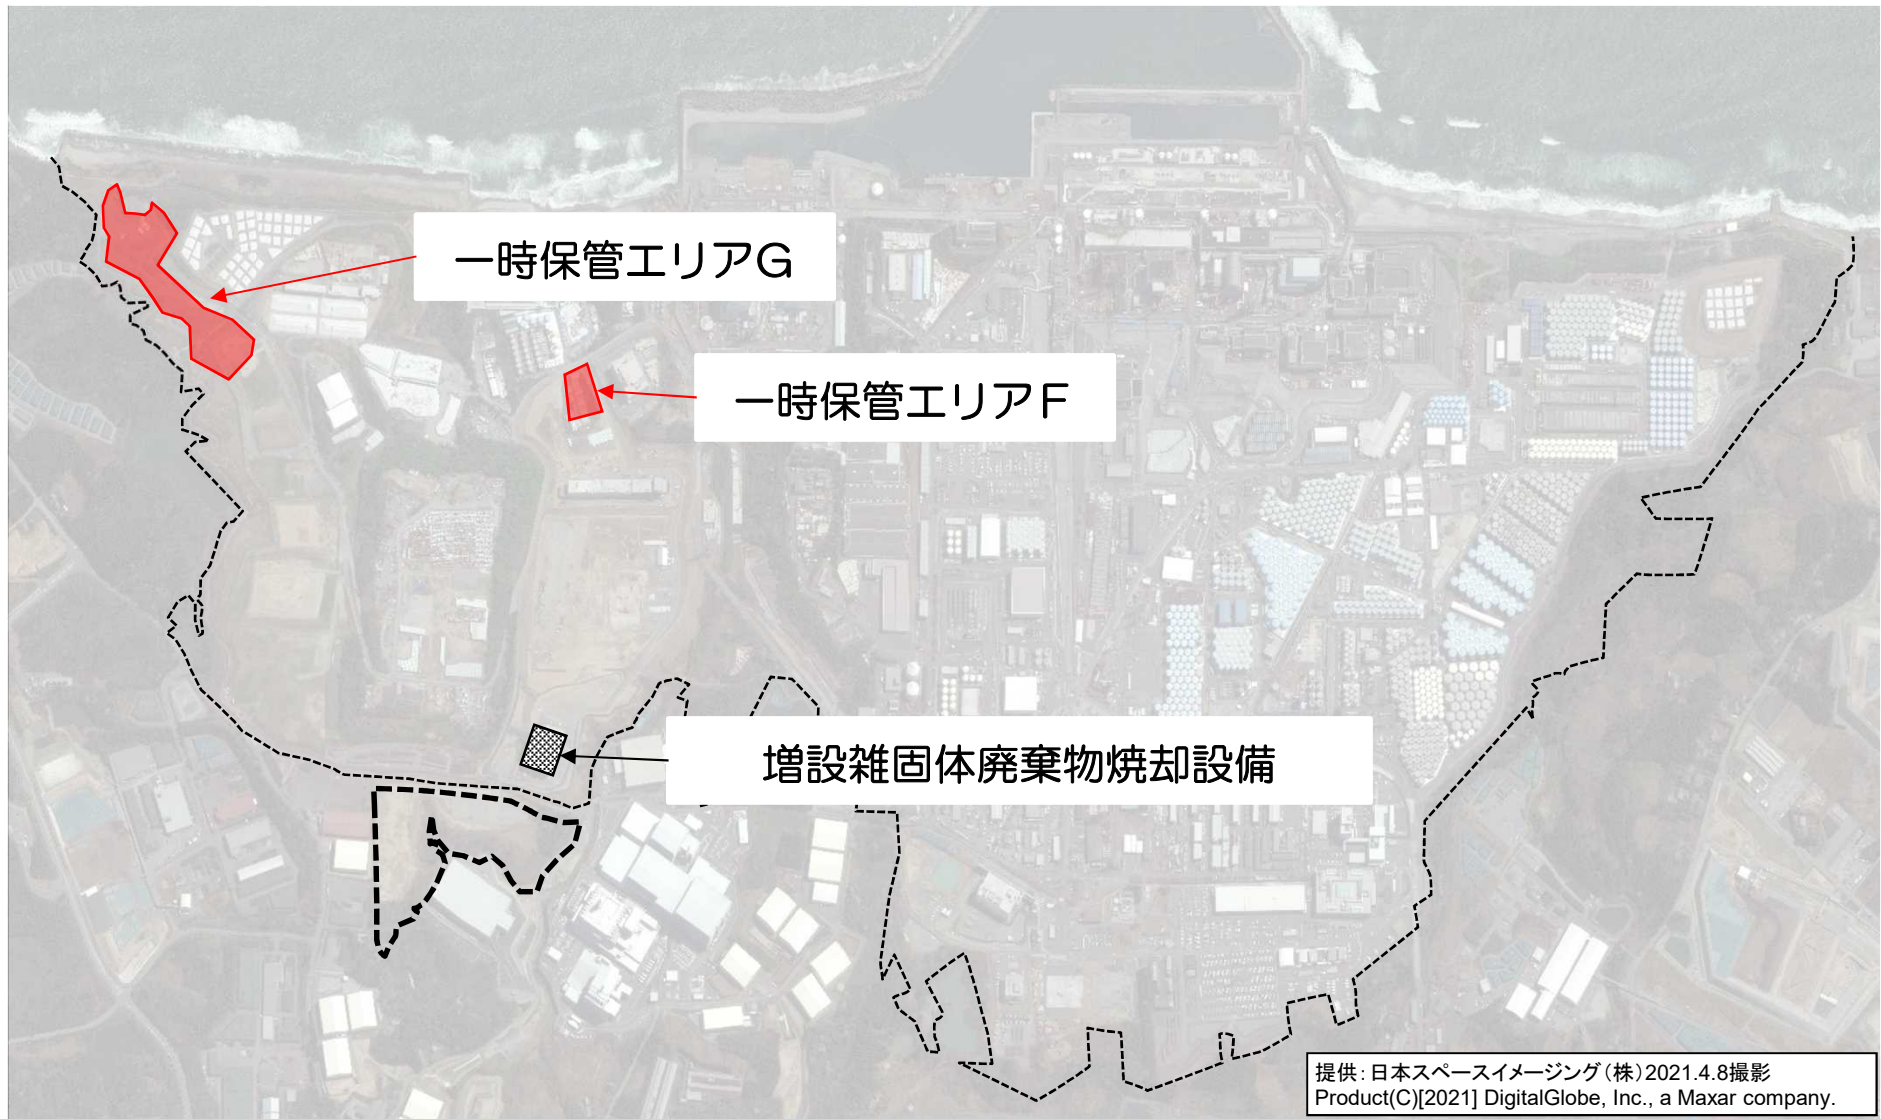 一時保管エリアG
一時保管エリアF
増設雑固体廃棄物焼却設備
提供：日本スペースイメージング（株）2021.4.8撮影
Product(C)[2021] DigitalGlobe, Inc., a Maxar company.